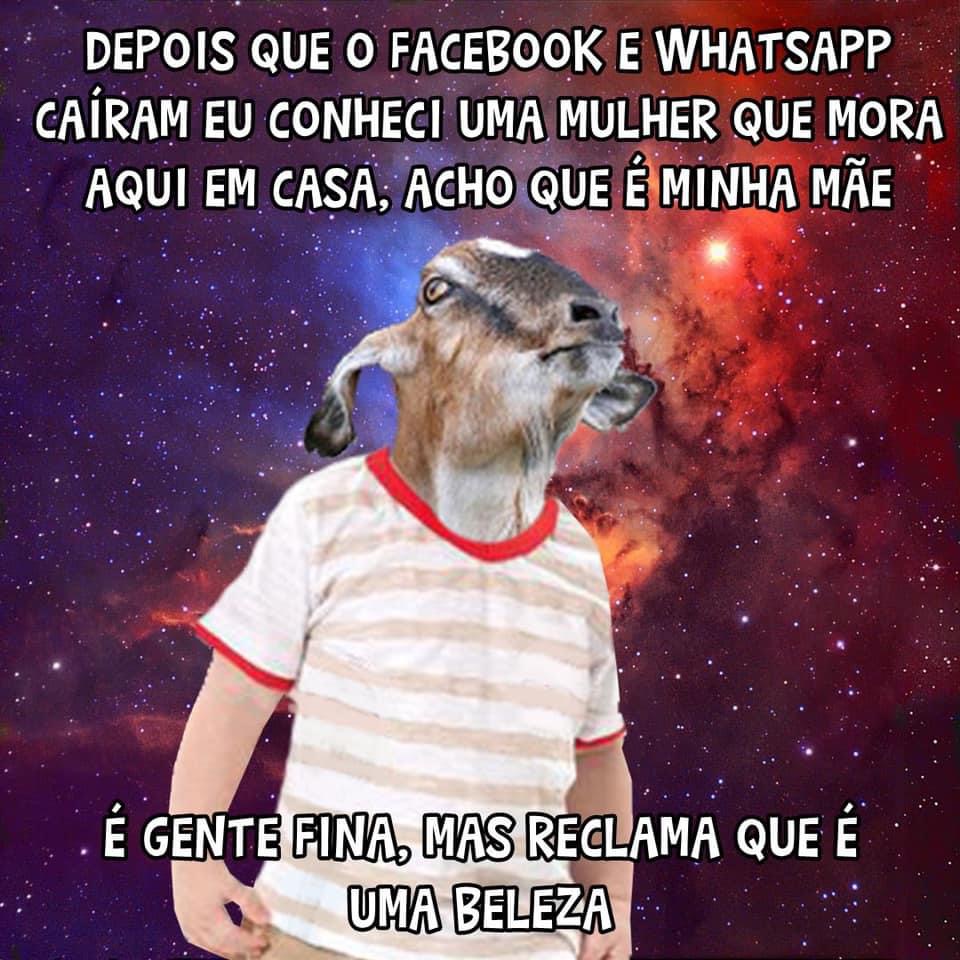 DEPOIS QUE O FACEBOOK E WHATSAPP
CAÍRAM EU CONHECI UMA MULHER QUE MORA
AQUI EM CASA, ACHO QUE É MINHA MÃE
É GENTE FINA, MAS RECLAMA QUE É
UMA BELEZA